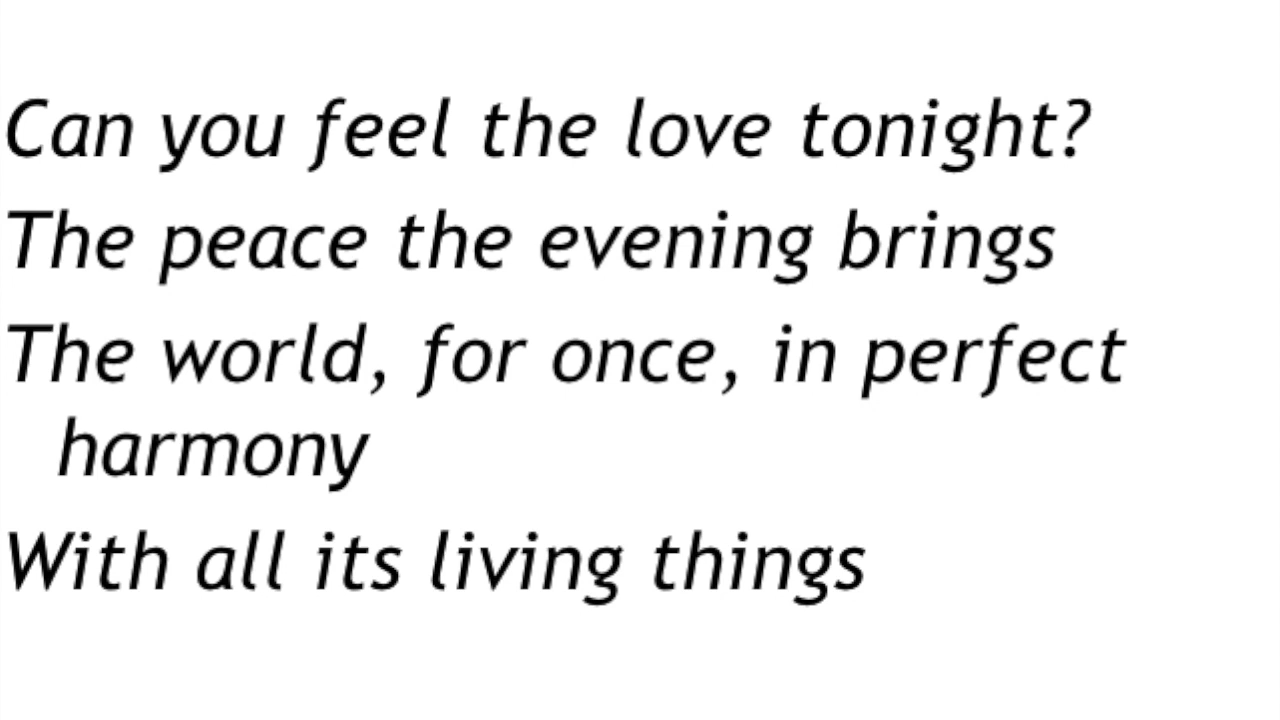 Can you feel the love tonight?
The peace the evening brings
The world, for once, in perfect
harmony
With all its living things